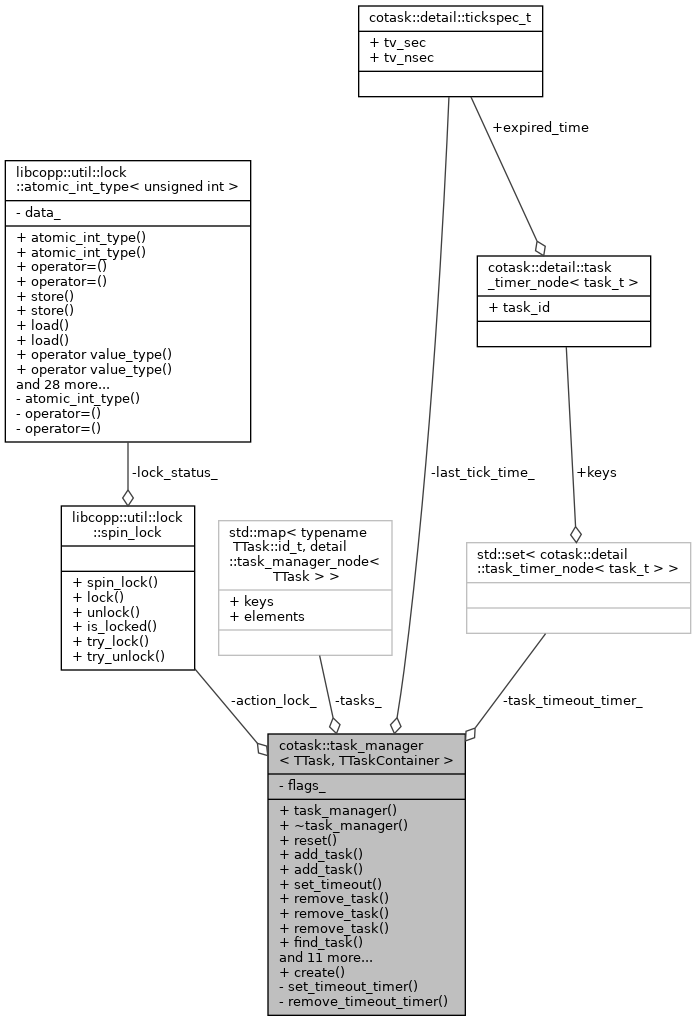 cotask::detail::tickspec_t
+ tv_sec
+ tv_nsec
+expired_time
libcopp::util::lock
::atomic_int_type< unsigned int >
- data_
+ atomic_int_type()
+ atomic_int_type()
+ operator=()
+ operator=()
+ store()
+ store()
+ load()
+ load()
+ operator value_type()
+ operator value_type()
and 28 more...
- atomic_int_type()
- operator=()
- operator=()
cotask::detail::task
_timer_node< task_t >
+ task_id
-lock_status_
-last_tick_time_
+keys
libcopp::util::lock
::spin_lock
+ spin_lock()
+ lock()
+ unlock()
+ is_locked()
+ try_lock()
+ try_unlock()
std::map< typename
TTask::id_t, detail
::task_manager_node<
TTask > >
+ keys
+ elements
std::set< cotask::detail
::task_timer_node< task_t > >
-action_lock_
-tasks_
-task_timeout_timer_
cotask::task_manager
< TTask, TTaskContainer >
- flags_
+ task_manager()
+ ~task_manager()
+ reset()
+ add_task()
+ add_task()
+ set_timeout()
+ remove_task()
+ remove_task()
+ remove_task()
+ find_task()
and 11 more...
+ create()
- set_timeout_timer()
- remove_timeout_timer()